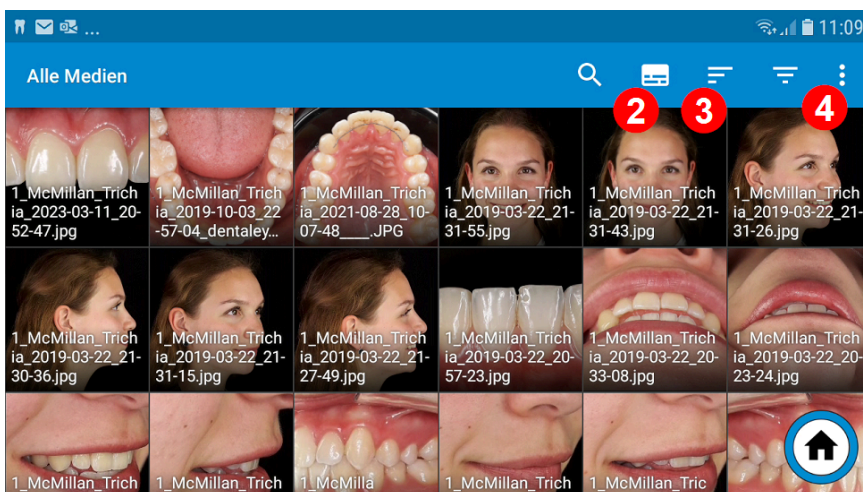 ... 11:09
Alle Medien
2 3 4
1_McMillan_Trich
ia_2023-03-11_20-
52-47.jpg
1_McMillan_Trich
ia_2019-10-03_22
-57-04_dentaley...
1_McMillan_Trich
ia_2021-08-28_10-
07-48____.JPG
1_McMillan_Trich
ia_2019-03-22_21-
31-55.jpg
1_McMillan_Trich
ia_2019-03-22_21-
31-43.jpg
1_McMillan_Trich
ia_2019-03-22_21-
31-26.jpg
1_McMillan_Trich
ia_2019-03-22_21-
30-36.jpg
1_McMillan_Trich
ia_2019-03-22_21-
31-15.jpg
1_McMillan_Trich
ia_2019-03-22_21-
27-49.jpg
1_McMillan_Trich
ia_2019-03-22_20-
57-23.jpg
1_McMillan_Trich
ia_2019-03-22_20-
33-08.jpg
1_McMillan_Trich
ia_2019-03-22_20-
23-24.jpg
1_McMillan_Trich
1_McMillan_Trich
1_McMilla
1_McMillan_Trich
1_McMillan_Tric